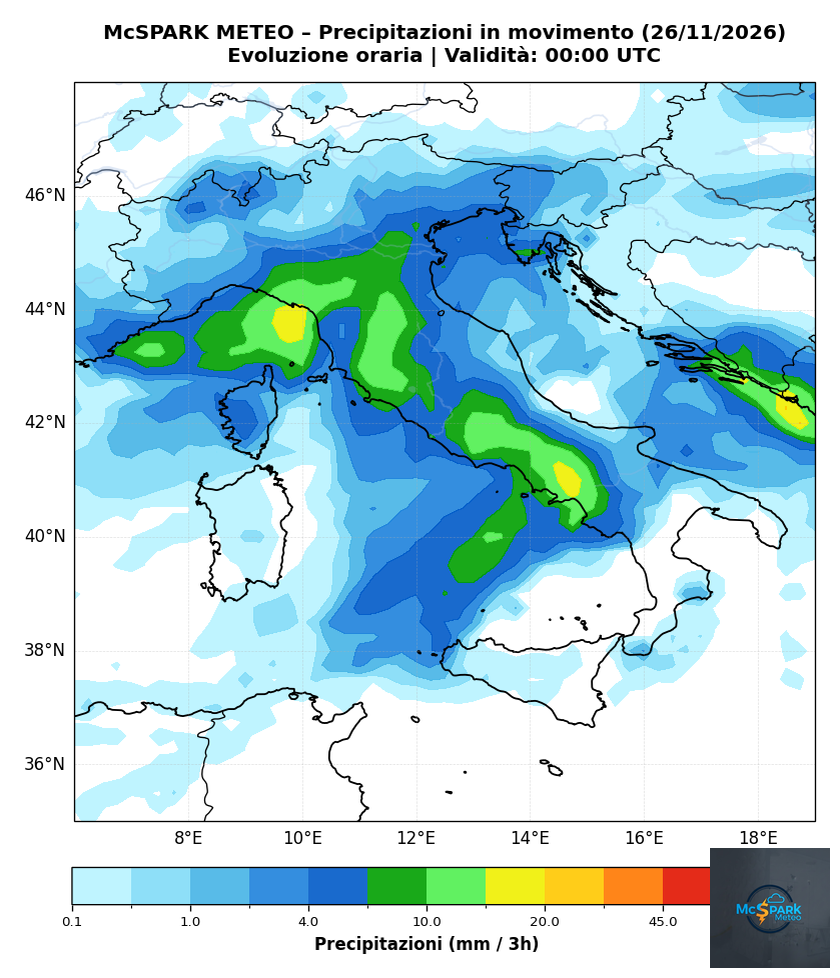 McSPARK METEO – Precipitazioni in movimento (26/11/2026)
Evoluzione oraria | Validità: 00:00 UTC
46°N
44°N
42°N
40°N
38°N
36°N
8°E 10°E 12°E 14°E 16°E 18°E
0.1 1.0 4.0 10.0 20.0 45.0
Precipitazioni (mm / 3h)
McSPARK
Meteo